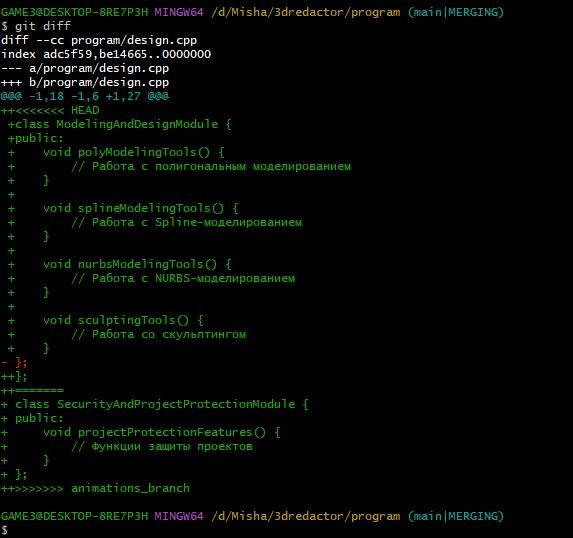 GAME3@DESKTOP-8RE7P3H MINGW64 /d/Misha/3dredactor/program (main|MERGING)
$ git diff
diff --cc program/design.cpp
index adc5f59,be14665..0000000
--- a/program/design.cpp
+++ b/program/design.cpp
@@@ -1,18 -1,6 +1,27 @@@
++<<<<<<< HEAD
 +class ModelingAndDesignModule {
 +public:
 +    void polyModelingTools() {
 +        // Работа с полигональным моделированием
 +    }
 +
 +    void splineModelingTools() {
 +        // Работа с Spline-моделированием
 +    }
 +
 +    void nurbsModelingTools() {
 +        // Работа с NURBS-моделированием
 +    }
 +
 +    void sculptingTools() {
 +        // Работа со скульптингом
 +    }
- };
++};
++=======
+ class SecurityAndProjectProtectionModule {
+ public:
+     void projectProtectionFeatures() {
+         // Функции защиты проектов
+     }
+ };
++>>>>>>> animations_branch
GAME3@DESKTOP-8RE7P3H MINGW64 /d/Misha/3dredactor/program (main|MERGING)
$